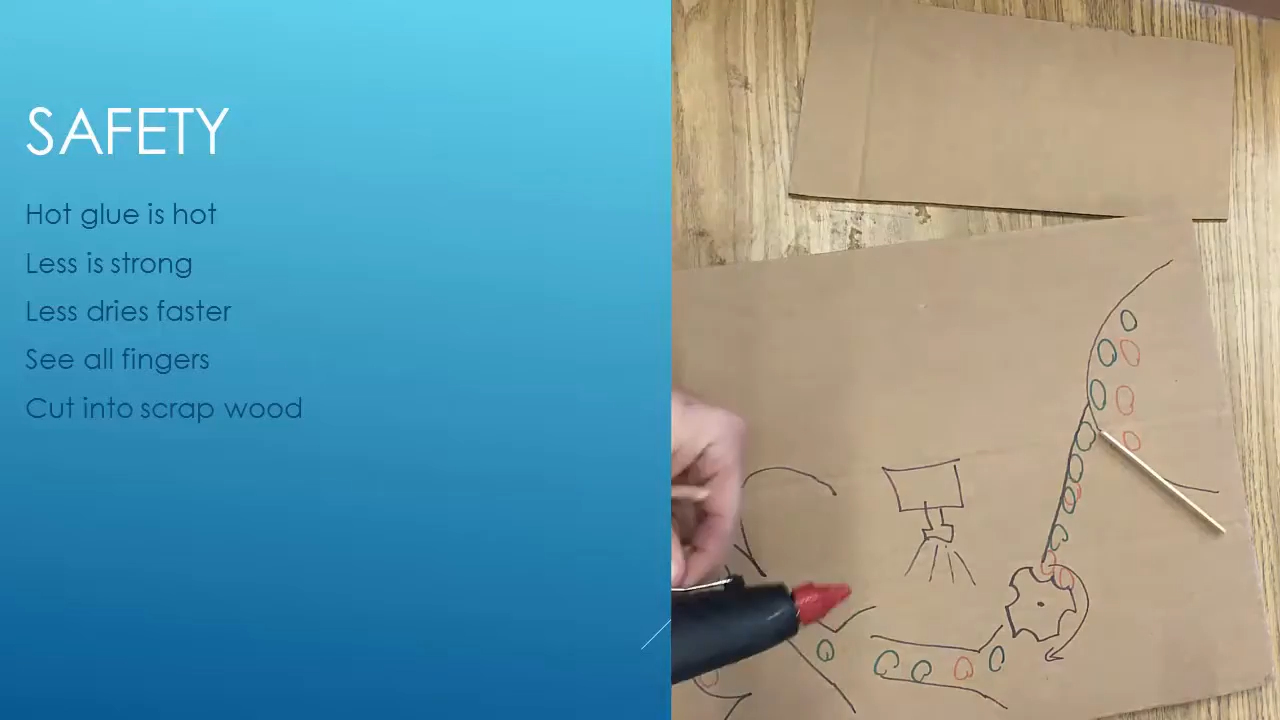 SAFETY
Hot glue is hot
Less is strong
Less dries faster
See all fingers
Cut into scrap wood